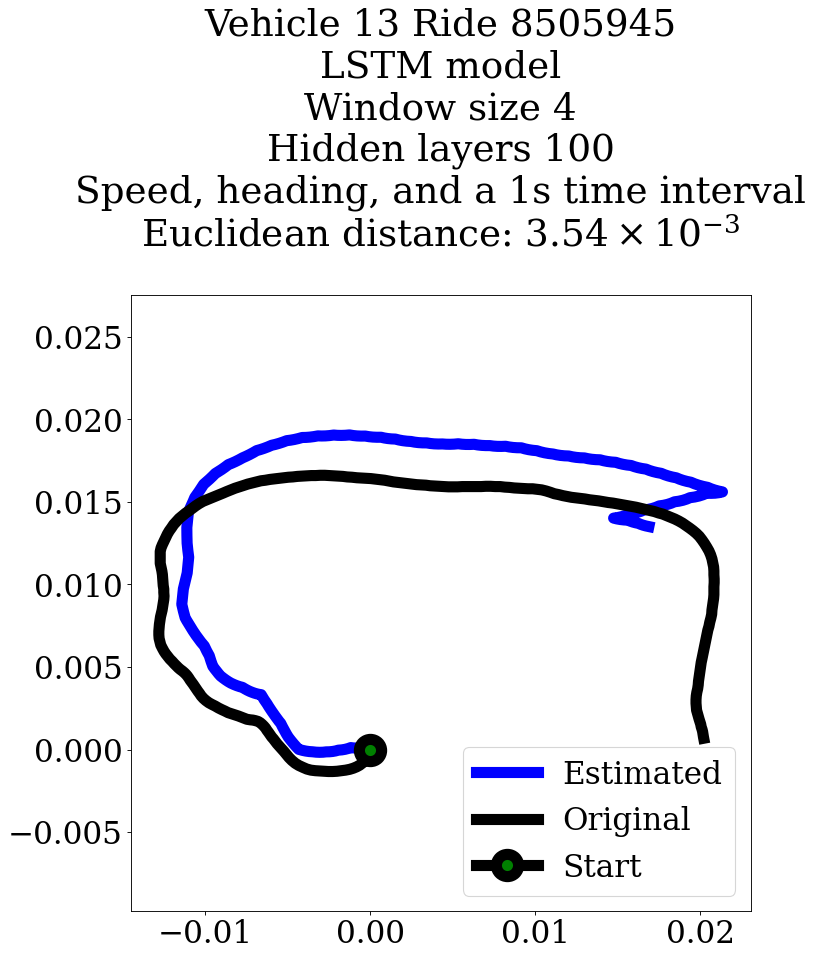 Vehicle 13 Ride 8505945
LSTM model
Window size 4
Hidden layers 100
Speed, heading, and a 1s time interval
Euclidean distance: 3.54 × 10⁻³
0.025
0.020
0.015
0.010
0.005
0.000
−0.005
Estimated
Original
Start
−0.01
0.00
0.01
0.02